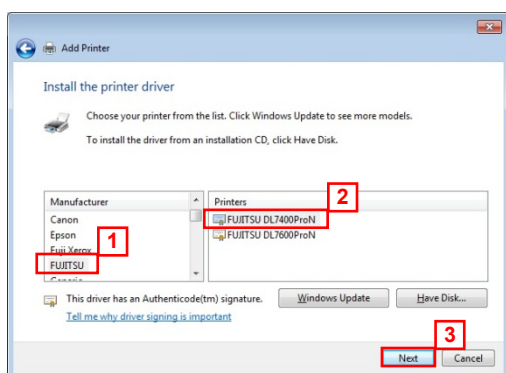 Add Printer
Install the printer driver
Choose your printer from the list. Click Windows Update to see more models.
To install the driver from an installation CD, click Have Disk.
Manufacturer
Canon
Epson
Fuji Xerox
FUJITSU
Generic
1
Printers
2
FUJITSU DL7400ProN
FUJITSU DL7600ProN
This driver has an Authenticode(tm) signature.
Tell me why driver signing is important
Windows Update
Have Disk...
3
Next
Cancel